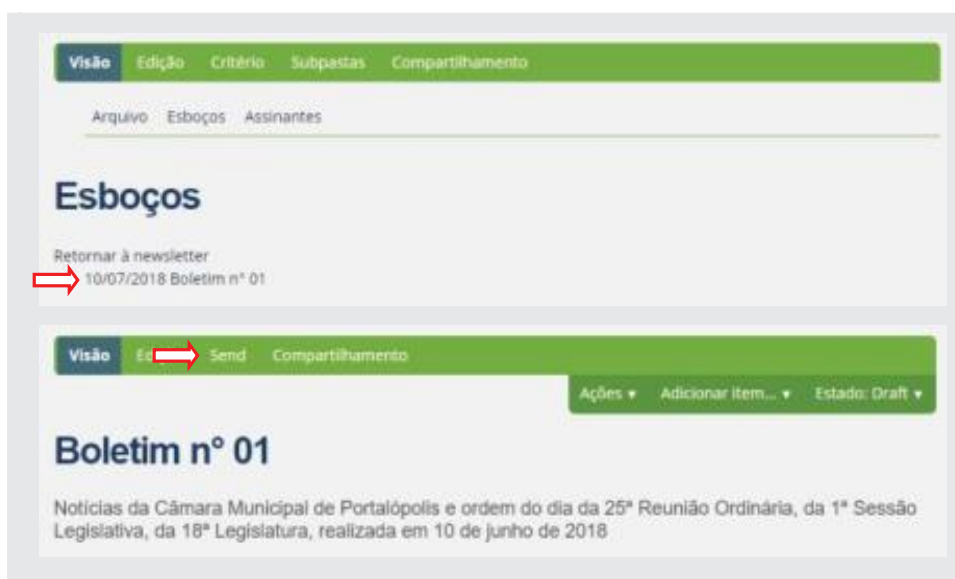 Visão Edição Critério Subpastas Compartilhamento
Arquivo Esboços Assinantes
Esboços
Retornar à newsletter
10/07/2018 Boletim n° 01
Visão Send Compartilhamento
Ações Adicionar item... Estado: Draft
Boletim n° 01
Notícias da Câmara Municipal de Portalópolis e ordem do dia da 25ª Reunião Ordinária, da 1ª Sessão
Legislativa, da 18ª Legislatura, realizada em 10 de junho de 2018